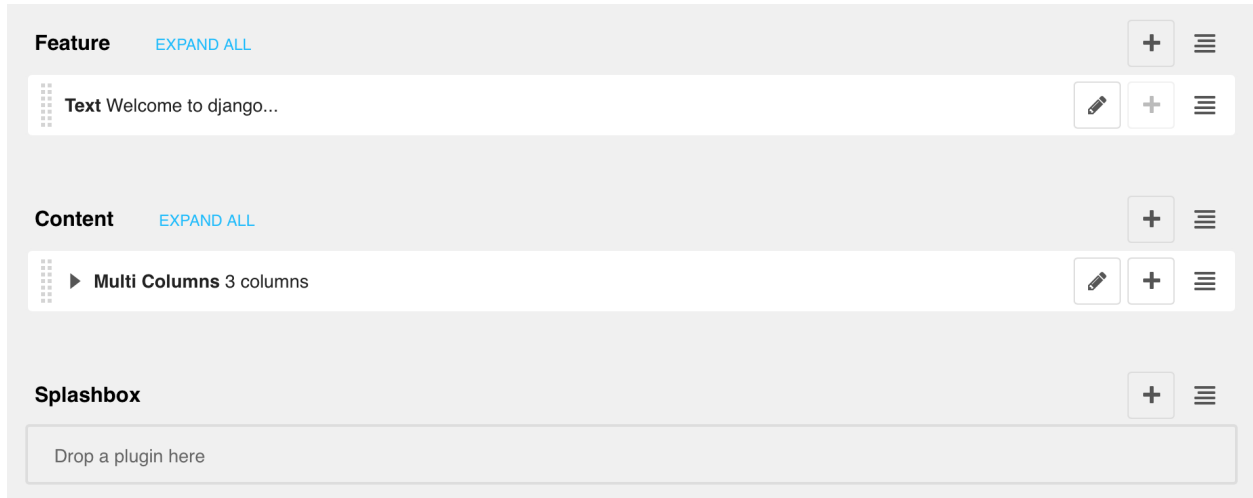 Feature EXPAND ALL
Text Welcome to django...
Content EXPAND ALL
Multi Columns 3 columns
Splashbox
Drop a plugin here